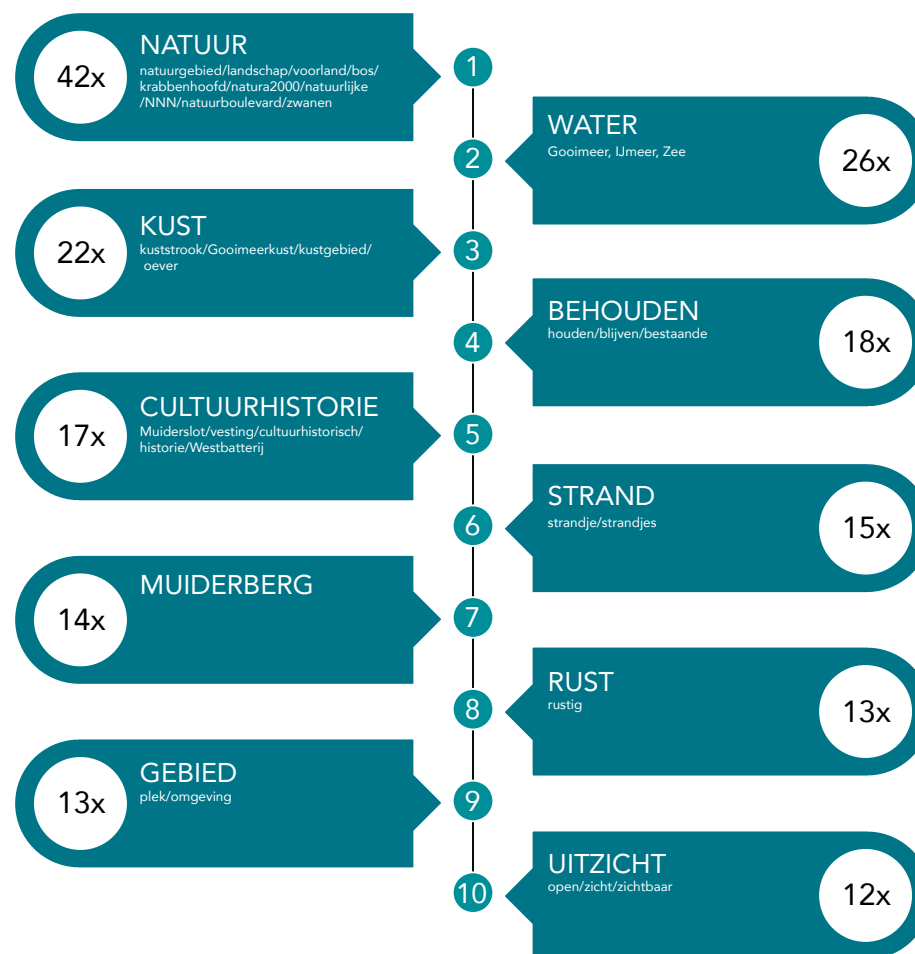 42x
NATUUR
natuurgebied/landschap/voorland/bos/
krabbenhoofd/natura2000/natuurlijke
/NNN/natuurboulevard/zwanen
1
WATER
Gooimeer, IJmeer, Zee
26x
2
22x
KUST
kuststrook/Gooimeerkust/kustgebied/
oever
3
BEHOUDEN
houden/blijven/bestaande
18x
4
17x
CULTUURHISTORIE
Muiderslot/vesting/cultuurhistorisch/
historie/Westbatterij
5
STRAND
strandje/strandjes
15x
6
14x
MUIDERBERG
7
RUST
rustig
13x
8
13x
GEBIED
plek/omgeving
9
UITZICHT
open/zicht/zichtbaar
12x
10